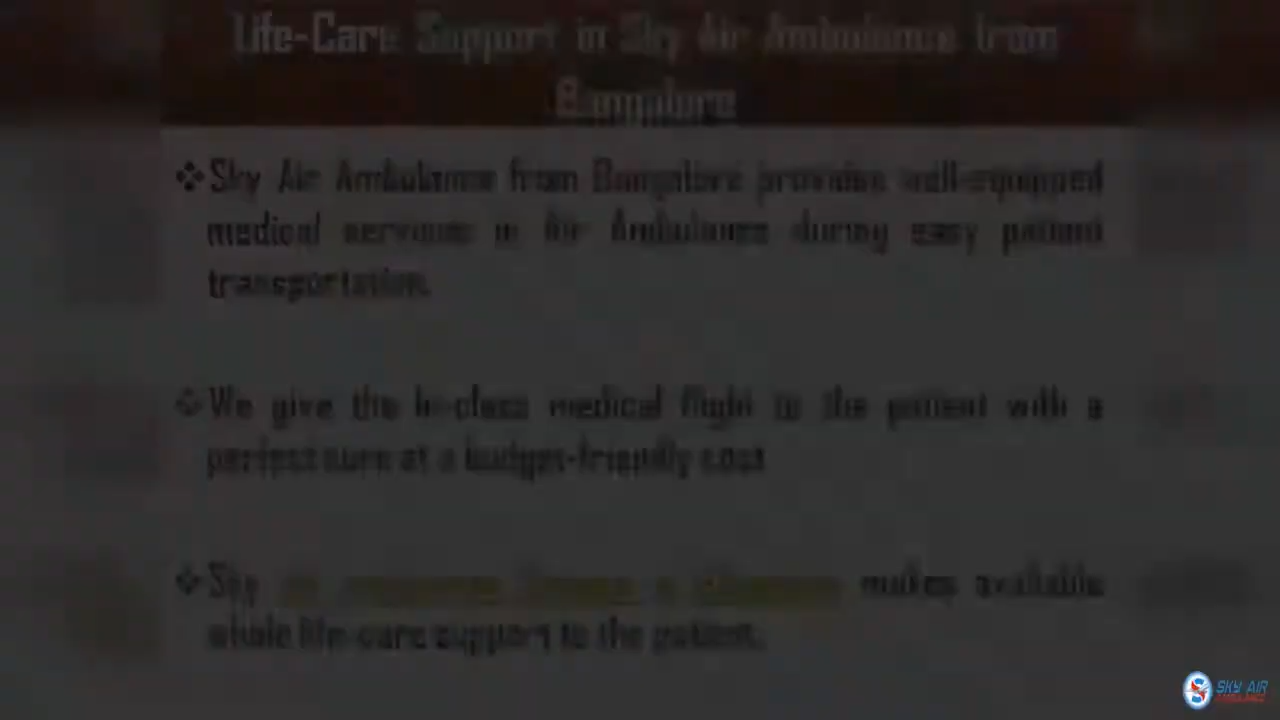 Life-Care Support in Sky Air Ambulance from
Bangalore
❖Sky Air Ambulance from Bangalore provides well-equipped
medical services in Air Ambulance during easy patient
transportation.
❖We give the hi-class medical flight to the patient with a
perfect cure at a budget-friendly cost
❖Sky makes available
whole life-care support to the patient.
SKY AIR
AMBULANCE